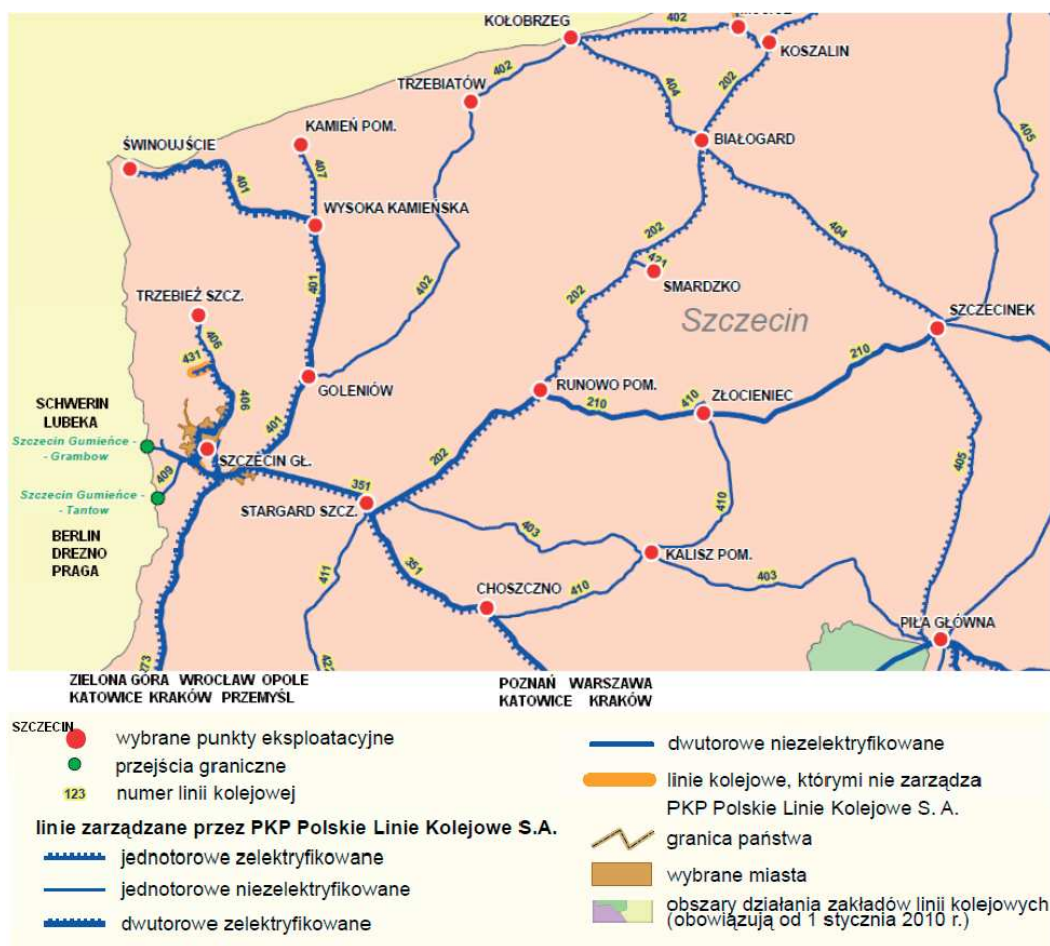 KOŁOBRZEG
402
KOSZALIN
TRZEBIATÓW
402
404
202
405
KAMIEŃ POM.
BIAŁOGARD
ŚWINOUJŚCIE
407
401
WYSOKA KAMIEŃSKA
202
404
401
402
421
SMARDZKO
TRZEBIEŻ SZCZ.
202
Szczecin
SZCZECINEK
406
431
210
GOLENIÓW
RUNOWO POM.
ZŁOCIENIEC
406
210
410
SCHWERIN
LUBEKA
401
Szczecin Gumieńce -
- Grambow
SZCZECIN GŁ.
202
405
409
351
Szczecin Gumieńce -
- Tantow
STARGARD SZCZ.
410
BERLIN
DREZNO
PRAGA
403
KALISZ POM.
351
411
CHOSZCZNO
410
403
PIŁA GŁÓWNA
273
ZIELONA GÓRA WROCŁAW OPOLE
KATOWICE KRAKÓW PRZEMYŚL
POZNAŃ WARSZAWA
KATOWICE KRAKÓW
SZCZECIN
wybrane punkty eksploatacyjne
przejścia graniczne
123 numer linii kolejowej
linie zarządzane przez PKP Polskie Linie Kolejowe S.A.
jednotorowe zelektryfikowane
jednotorowe niezelektryfikowane
dwutorowe zelektryfikowane
dwutorowe niezelektryfikowane
linie kolejowe, którymi nie zarządza
PKP Polskie Linie Kolejowe S. A.
granica państwa
wybrane miasta
obszary działania zakładów linii kolejowych
(obowiązują od 1 stycznia 2010 r.)